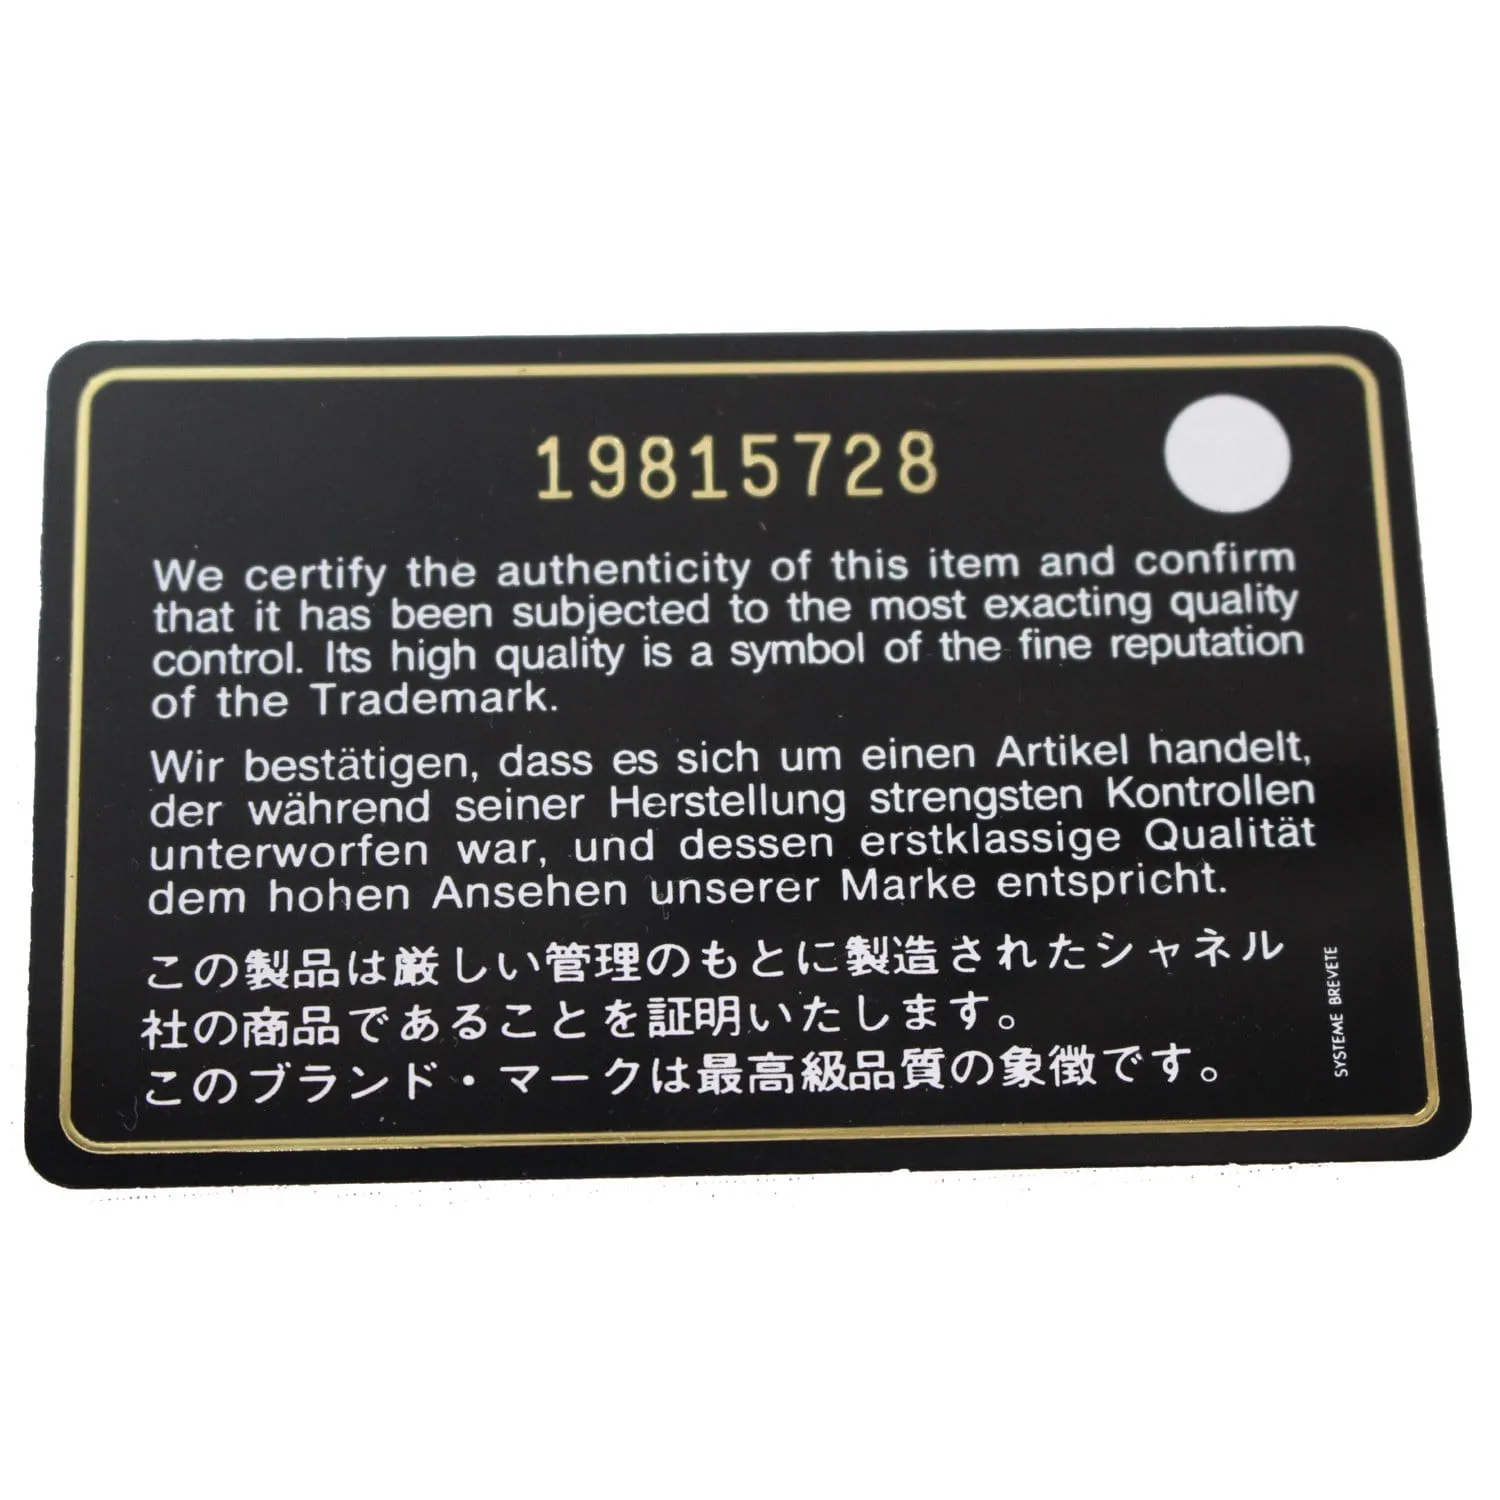 19815728
We certify the authenticity of this item and confirm
that it has been subjected to the most exacting quality
control. Its high quality is a symbol of the fine reputation
of the Trademark.
Wir bestätigen, dass es sich um einen Artikel handelt,
der während seiner Herstellung strengsten Kontrollen
unterworfen war, und dessen erstklassige Qualität
dem hohen Ansehen unserer Marke entspricht.
この製品は厳しい管理のもとに製造されたシャネル
社の商品であることを証明いたします。
このブランド・マークは最高級品質の象徴です。
SYSTEME BREVETE